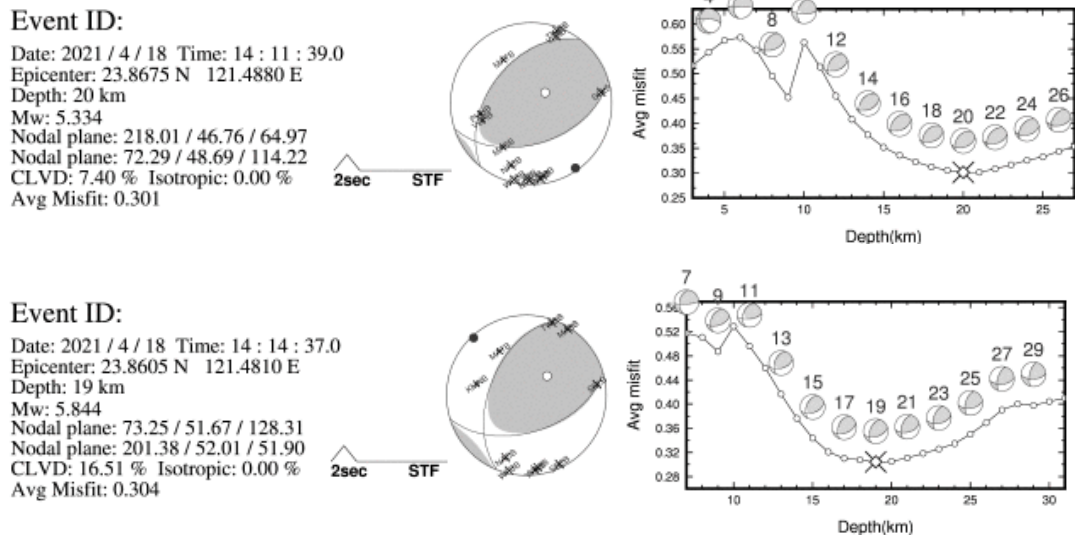 Event ID:
Date: 2021 / 4 / 18 Time: 14 : 11 : 39.0
Epicenter: 23.8675 N 121.4880 E
Depth: 20 km
Mw: 5.334
Nodal plane: 218.01 / 46.76 / 64.97
Nodal plane: 72.29 / 48.69 / 114.22
CLVD: 7.40 % Isotropic: 0.00 %
Avg Misfit: 0.301
2sec STF
8 12 14 16 18 20 22 24 26
0.60
0.55
0.50
0.45
0.40
0.35
0.30
0.25
Avg misfit
5 10 15 20 25
Depth(km)
Event ID:
Date: 2021 / 4 / 18 Time: 14 : 14 : 37.0
Epicenter: 23.8605 N 121.4810 E
Depth: 19 km
Mw: 5.844
Nodal plane: 73.25 / 51.67 / 128.31
Nodal plane: 201.38 / 52.01 / 51.90
CLVD: 16.51 % Isotropic: 0.00 %
Avg Misfit: 0.304
2sec STF
7 9 11 13 15 17 19 21 23 25 27 29
0.56
0.52
0.48
0.44
0.40
0.36
0.32
0.28
Avg misfit
10 15 20 25 30
Depth(km)